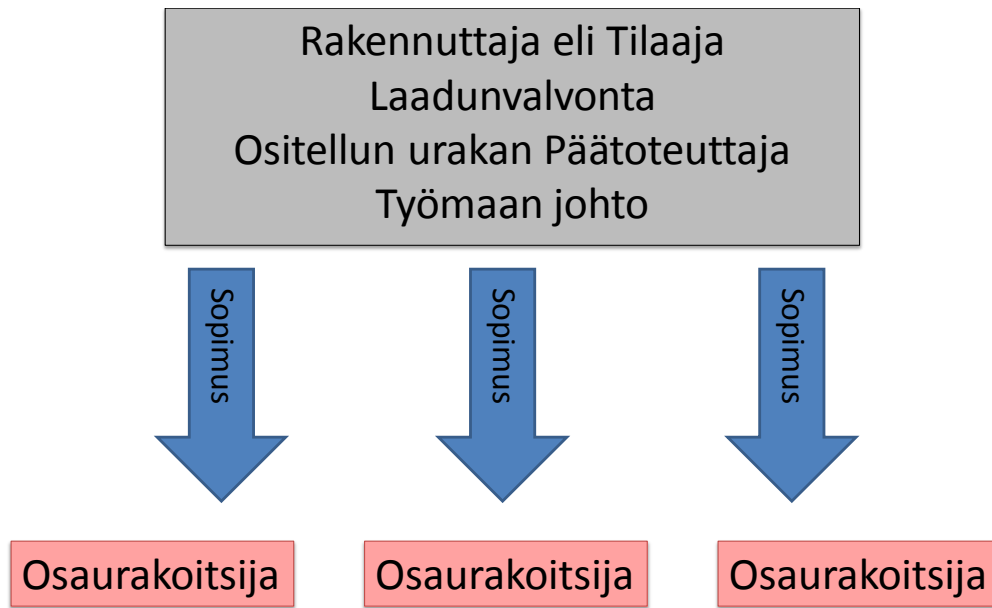 Rakennuttaja eli Tilaaja
Laadunvalvonta
Ositellun urakan Päätoteuttaja
Työmaan johto
Sopimus
Sopimus
Sopimus
Osaurakoitsija
Osaurakoitsija
Osaurakoitsija